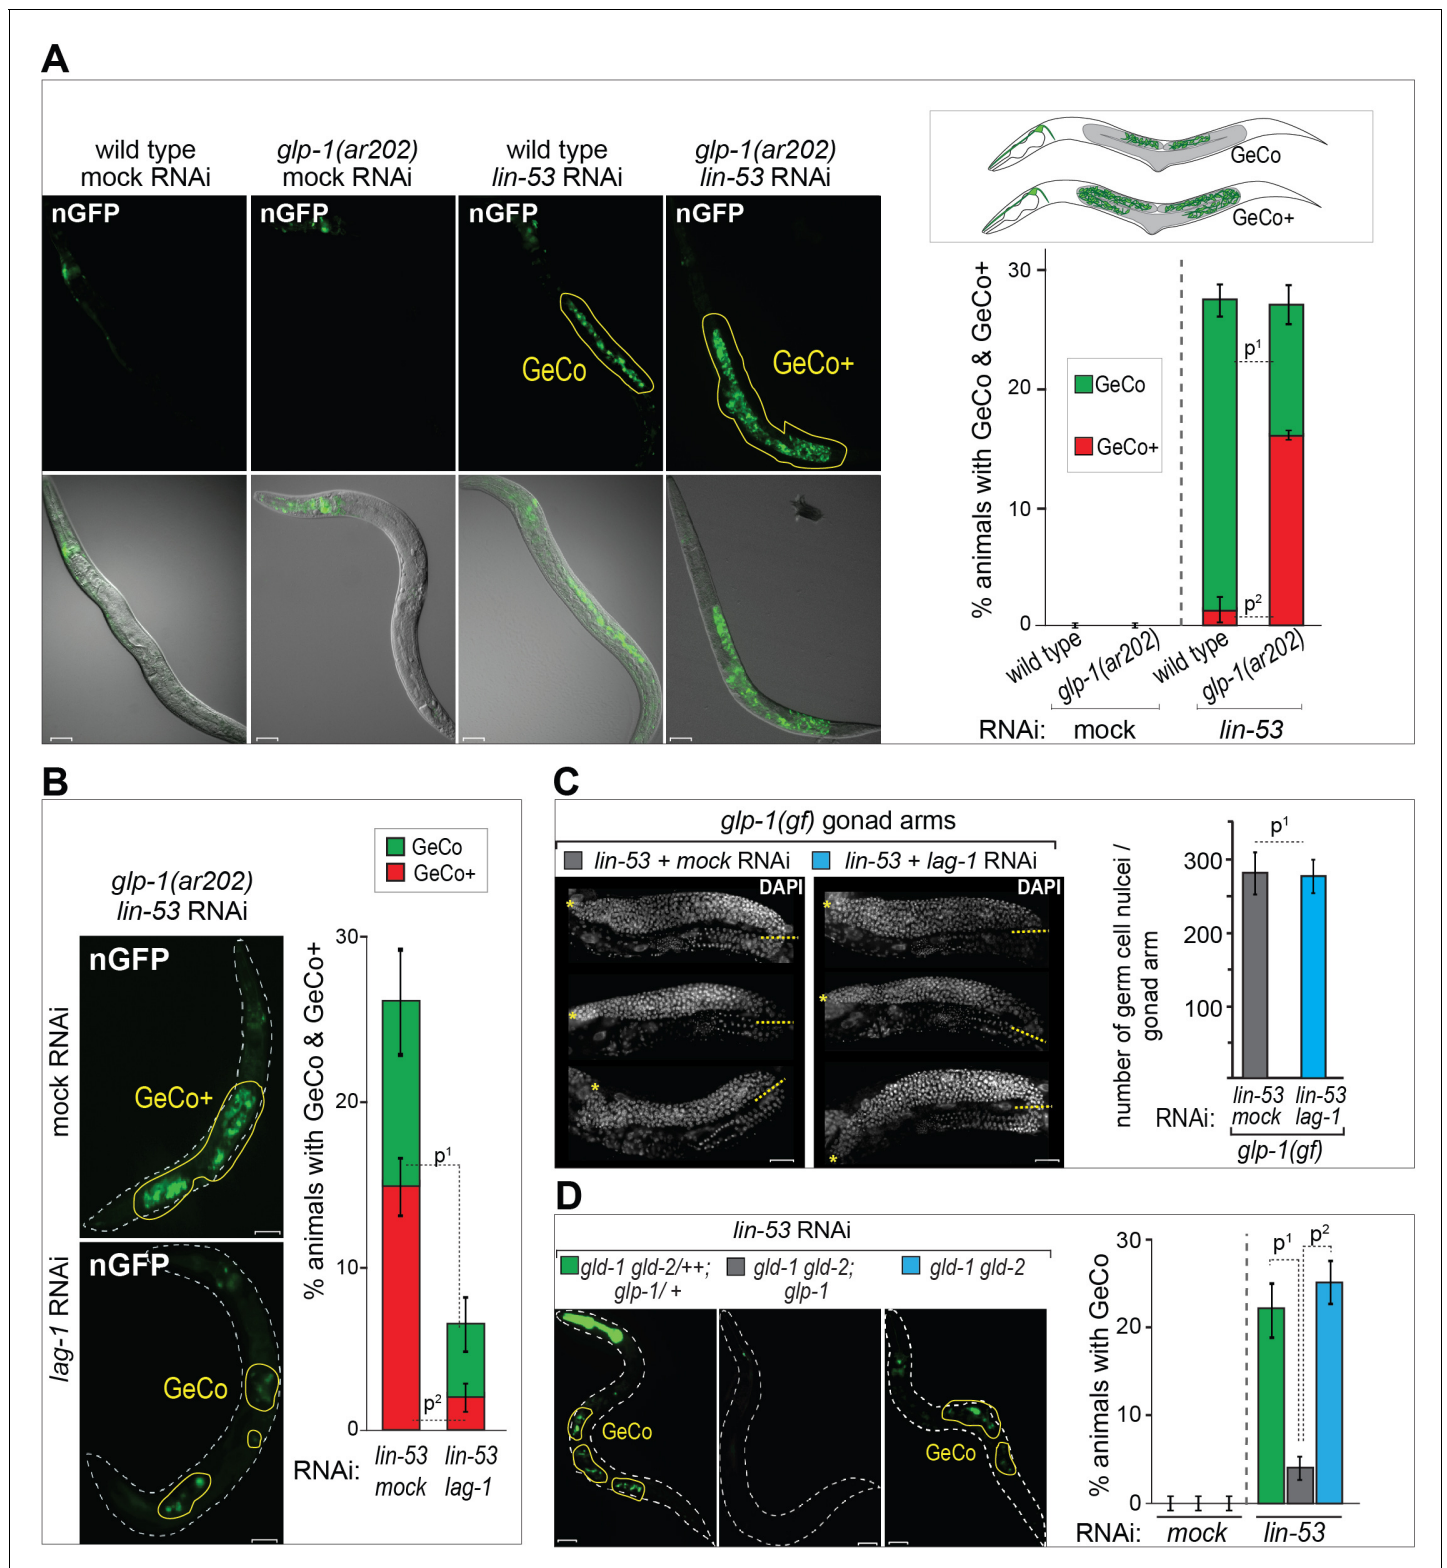 A
wild type
mock RNAi
glp-1(ar202)
mock RNAi
wild type
lin-53 RNAi
glp-1(ar202)
lin-53 RNAi
nGFP
nGFP
nGFP
nGFP
GeCo
GeCo+
GeCo
GeCo+
% animals with GeCo & GeCo+
30
20
10
0
GeCo
GeCo+
p1
p2
wild type
glp-1(ar202)
wild type
glp-1(ar202)
RNAi: mock lin-53
B
GeCo
GeCo+
glp-1(ar202)
lin-53 RNAi
mock RNAi
nGFP
GeCo+
lag-1 RNAi
nGFP
GeCo
% animals with GeCo & GeCo+
30
20
10
0
p1
p2
RNAi:
lin-53
mock
lin-53
lag-1
C
glp-1(gf) gonad arms
lin-53 + mock RNAi
lin-53 + lag-1 RNAi
DAPI
DAPI
*
*
*
*
*
*
number of germ cell nulcei /
gonad arm
300
200
100
p1
RNAi:
lin-53
mock
lin-53
lag-1
glp-1(gf)
D
lin-53 RNAi
gld-1 gld-2/++;
glp-1/ +
gld-1 gld-2;
glp-1
gld-1 gld-2
GeCo
GeCo
% animals with GeCo
30
20
10
0
p1
p2
RNAi: mock lin-53